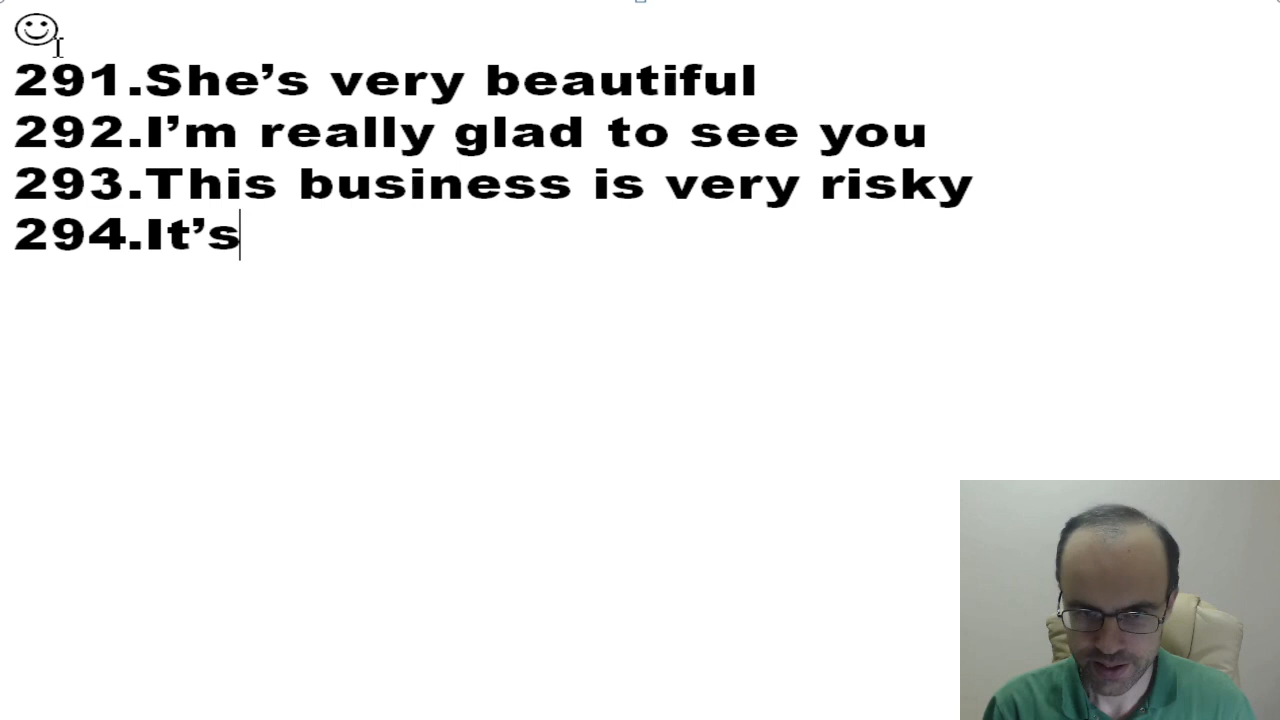 291.She’s very beautiful
292.I’m really glad to see you
293.This business is very risky
294.It’s